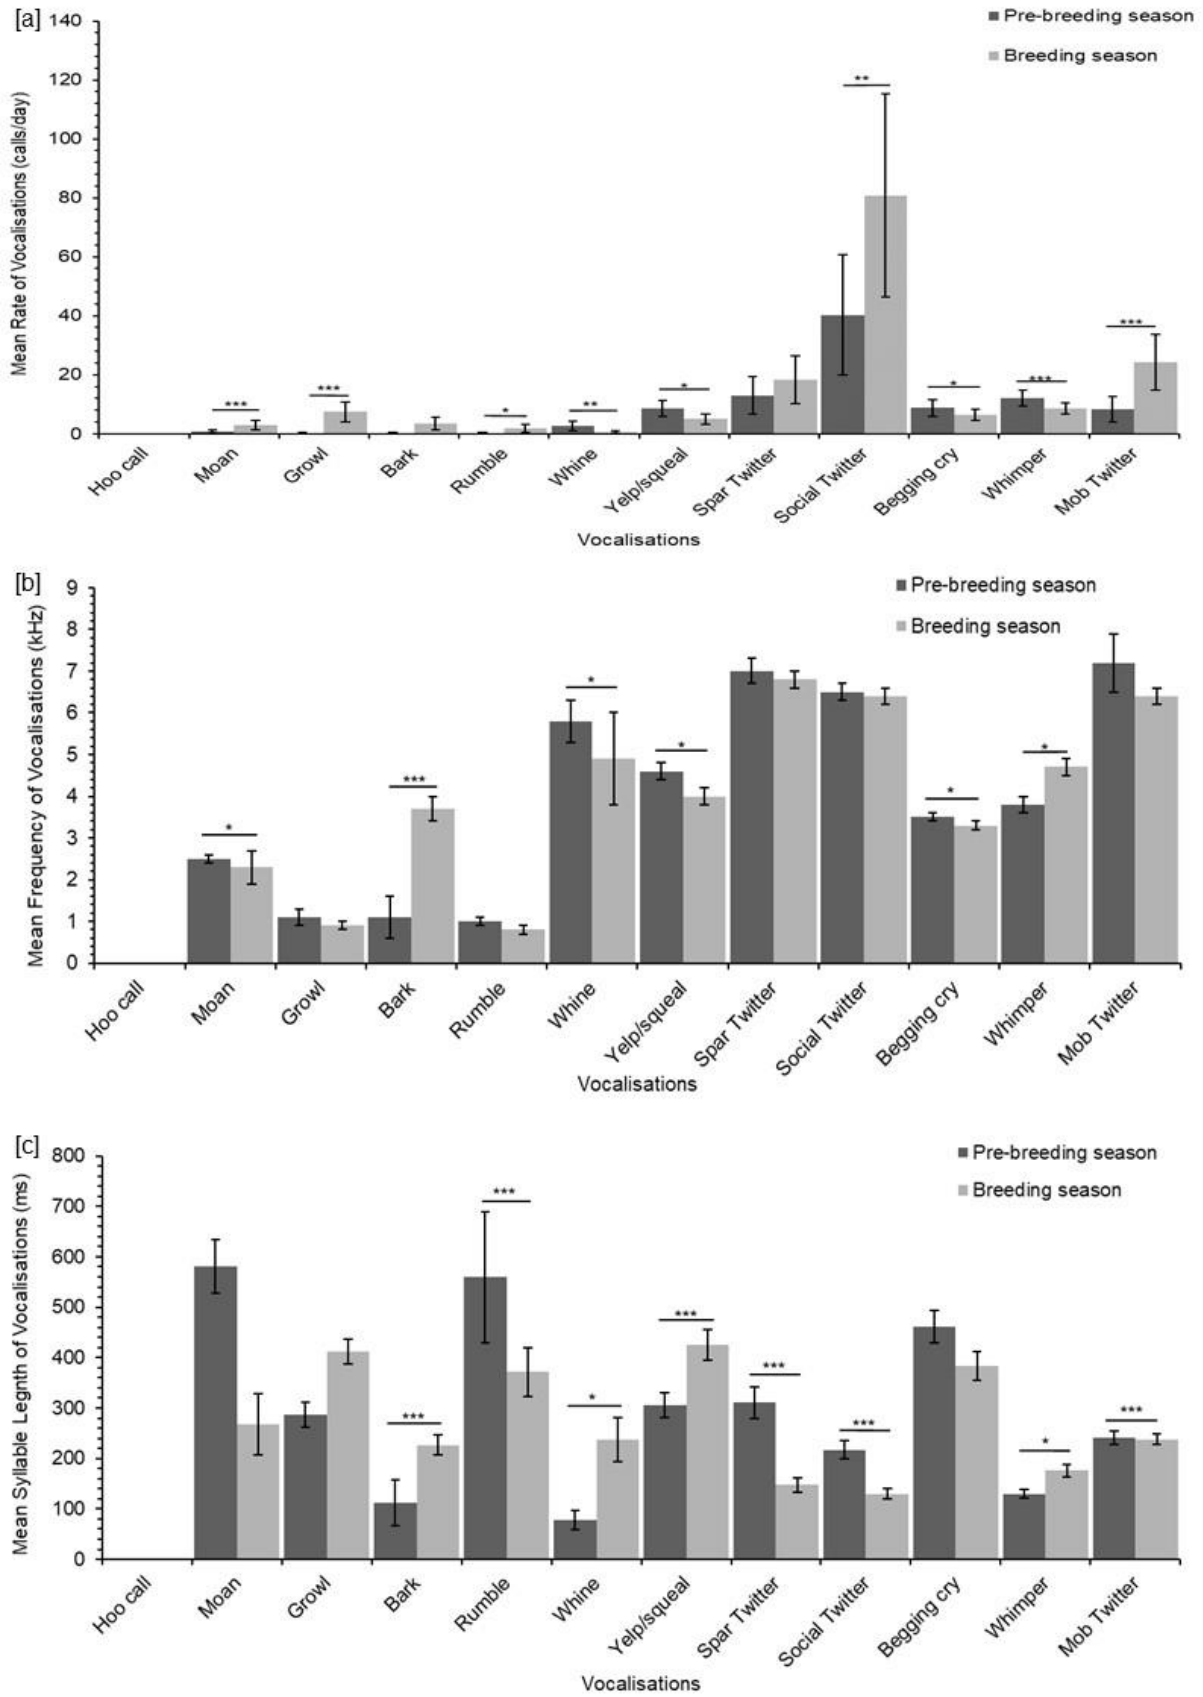 [a]
Mean Rate of Vocalisations (calls/day)
140
120
100
80
60
40
20
0
Pre-breeding season
Breeding season
***
***
*
**
*
**
*
***
***
Hoo call
Moan
Growl
Bark
Rumble
Whine
Yelp/squeal
Spar Twitter
Social Twitter
Begging cry
Whimper
Mob Twitter
Vocalisations
[b]
Mean Frequency of Vocalisations (kHz)
9
8
7
6
5
4
3
2
1
0
Pre-breeding season
Breeding season
*
***
*
*
*
*
Hoo call
Moan
Growl
Bark
Rumble
Whine
Yelp/squeal
Spar Twitter
Social Twitter
Begging cry
Whimper
Mob Twitter
Vocalisations
[c]
Mean Syllable Legnth of Vocalisations (ms)
800
700
600
500
400
300
200
100
0
Pre-breeding season
Breeding season
***
***
*
***
***
***
*
***
Hoo call
Moan
Growl
Bark
Rumble
Whine
Yelp/squeal
Spar Twitter
Social Twitter
Begging cry
Whimper
Mob Twitter
Vocalisations